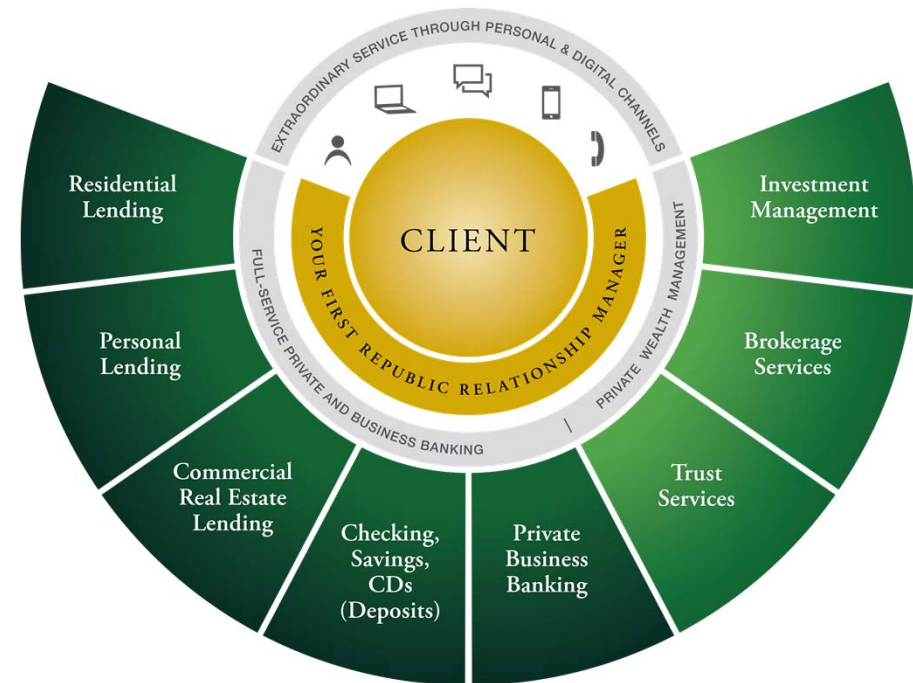 EXTRAORDINARY SERVICE THROUGH PERSONAL & DIGITAL CHANNELS
CLIENT
YOUR FIRST REPUBLIC RELATIONSHIP MANAGER
FULL-SERVICE PRIVATE AND BUSINESS BANKING
|
PRIVATE WEALTH MANAGEMENT
Residential
Lending
Personal
Lending
Commercial
Real Estate
Lending
Checking,
Savings,
CDs
(Deposits)
Private
Business
Banking
Trust
Services
Brokerage
Services
Investment
Management